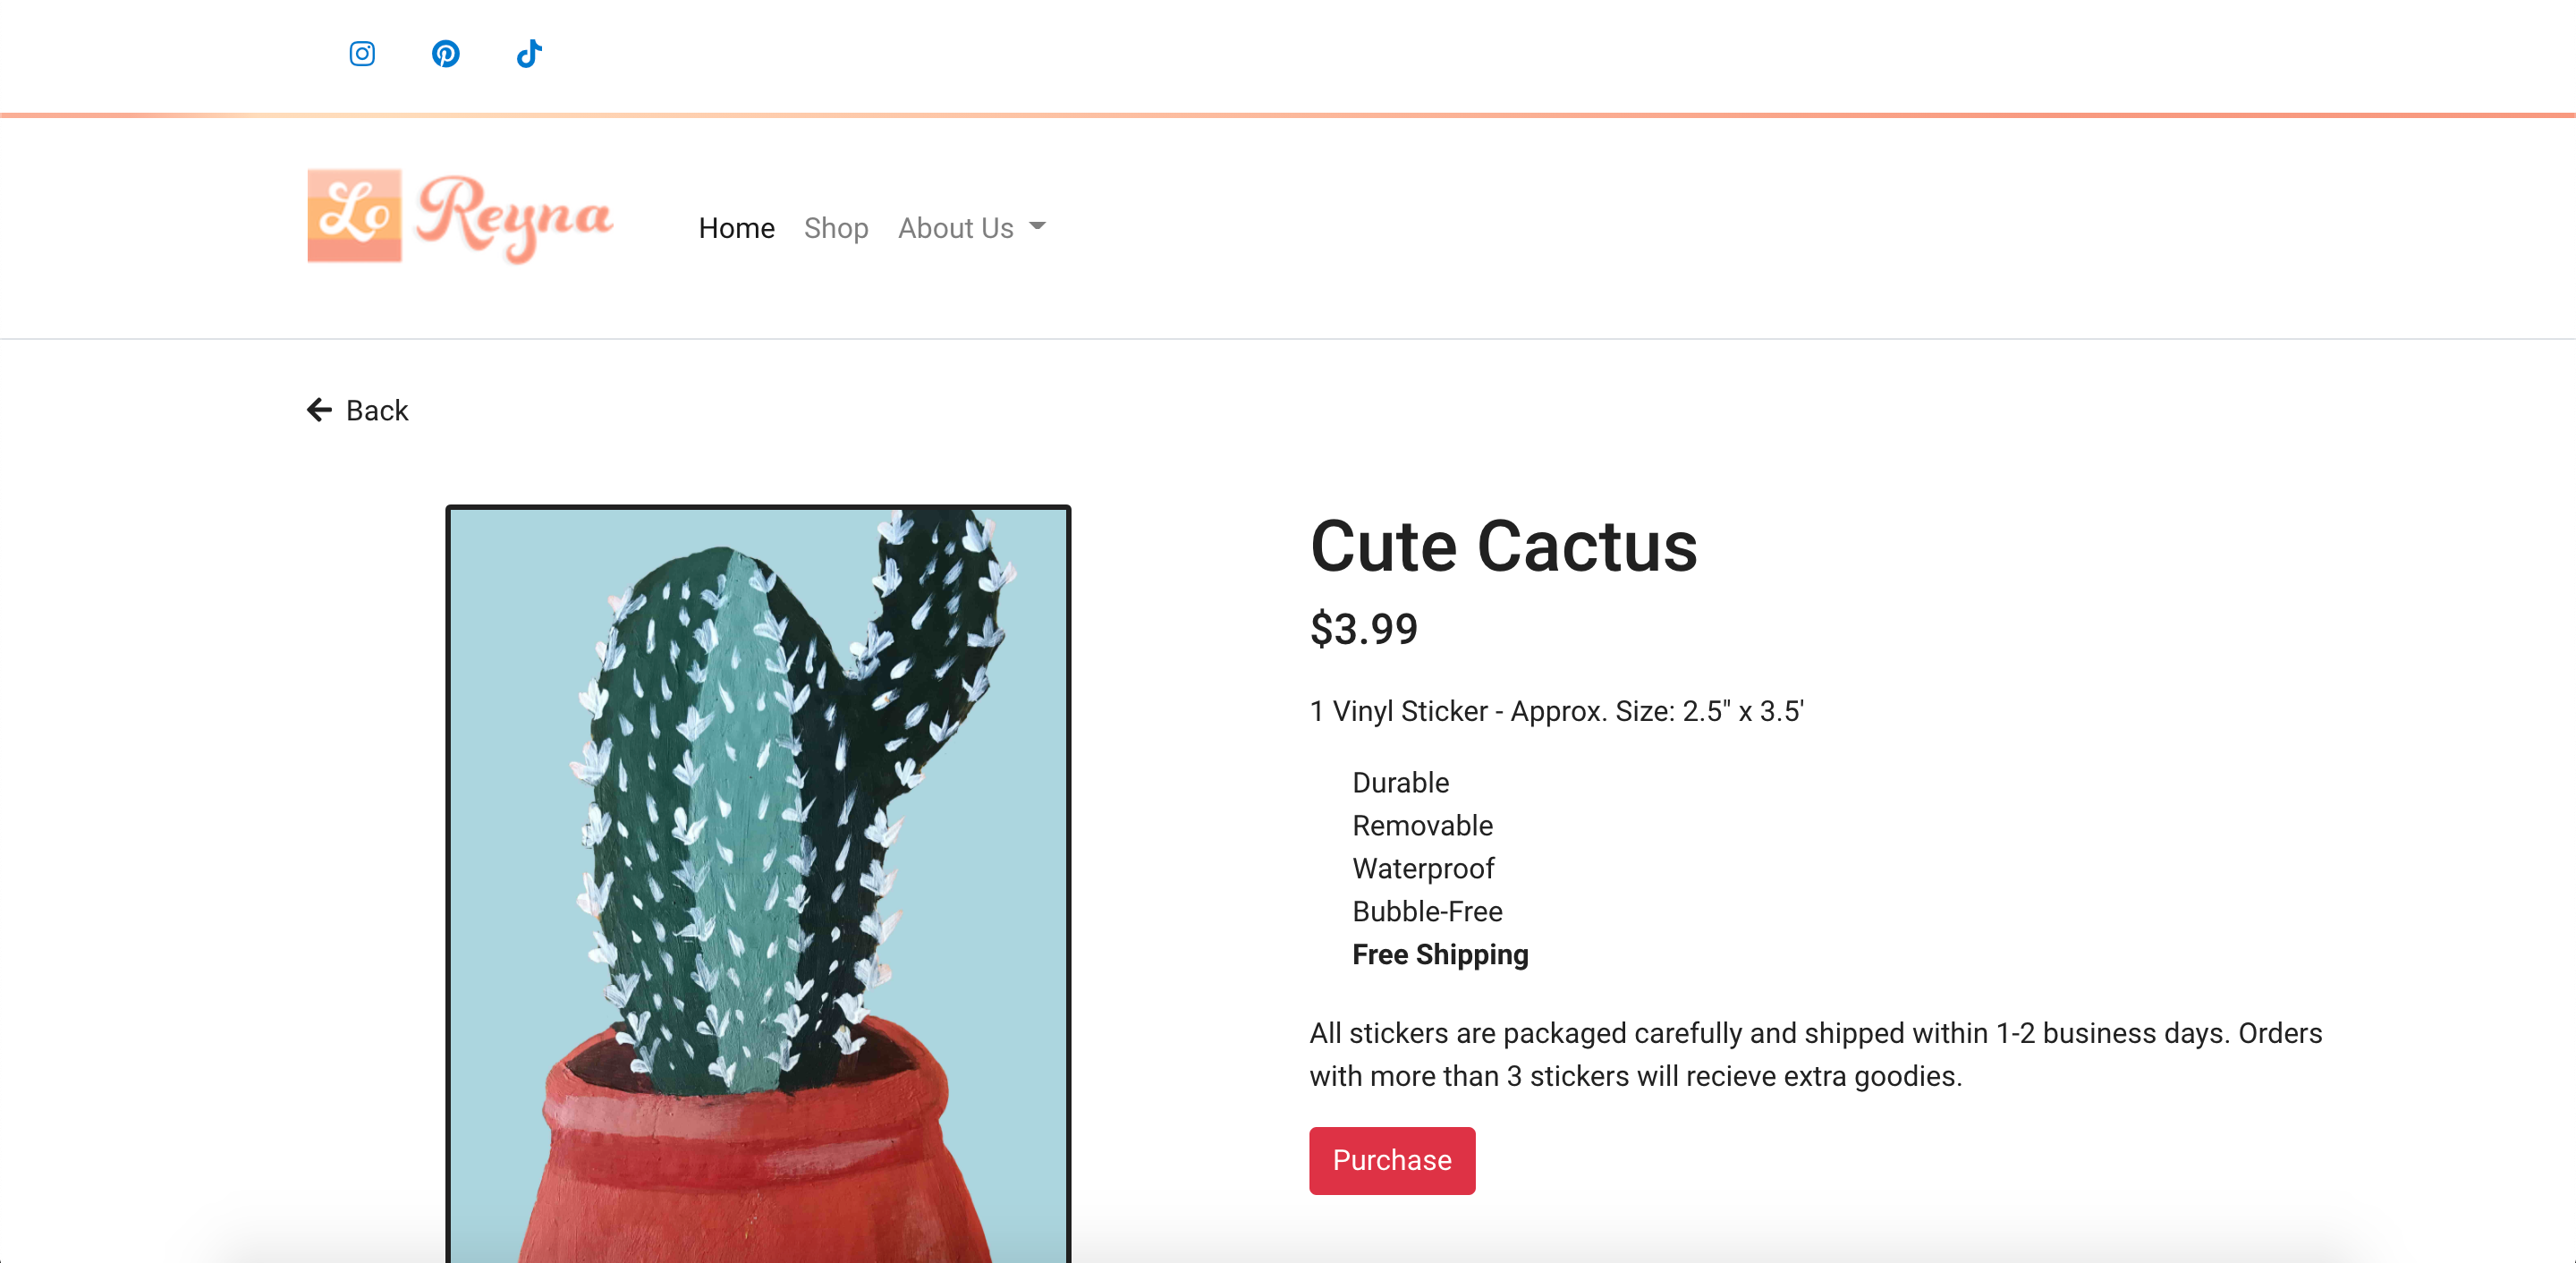 Lo Reyna
Home Shop About Us
Back
Cute Cactus
$3.99
1 Vinyl Sticker - Approx. Size: 2.5" x 3.5'
Durable
Removable
Waterproof
Bubble-Free
Free Shipping
All stickers are packaged carefully and shipped within 1-2 business days. Orders
with more than 3 stickers will recieve extra goodies.
Purchase